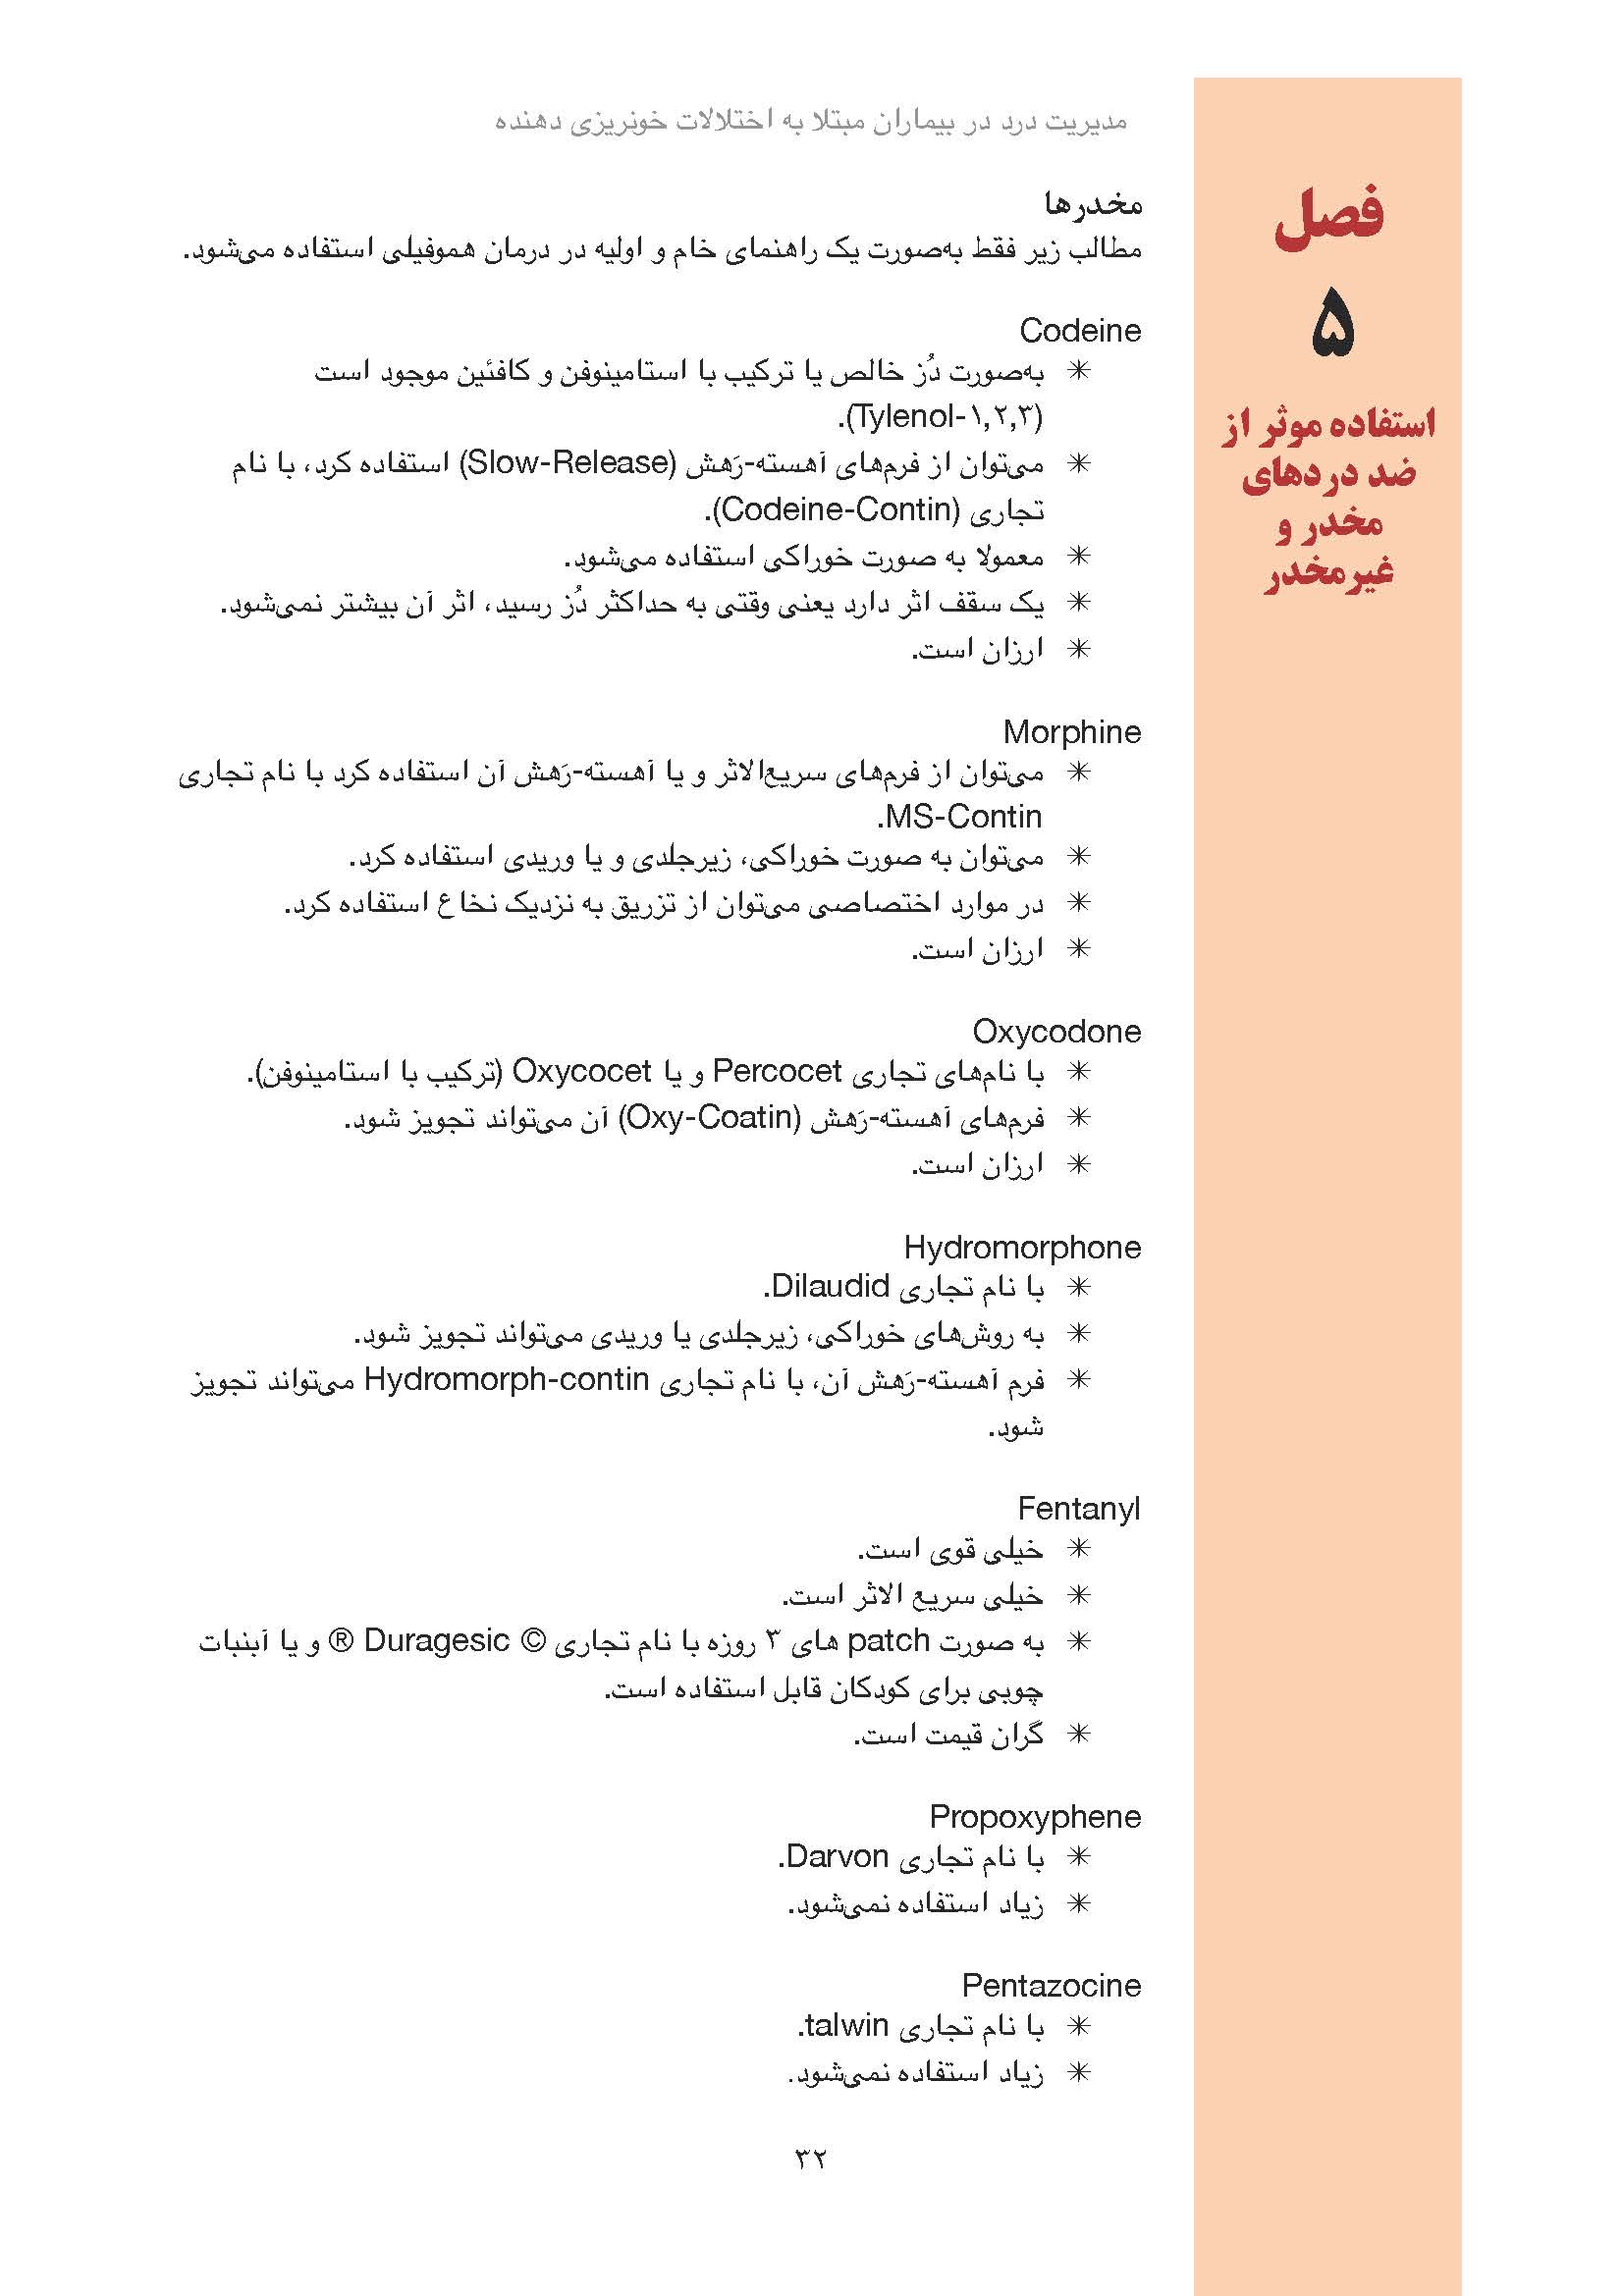 مدیریت درد در بیماران مبتلا به اختلالات خونریزی دهنده
فصل
۵
استفاده موثر از
ضد دردهای
مخدر و
غیرمخدر
مخدرها
مطالب زیر فقط به‌صورت یک راهنمای خام و اولیه در درمان هموفیلی استفاده می‌شود.
Codeine
✳ به‌صورت دُز خالص یا ترکیب با استامینوفن و کافئین موجود است
(Tylenol-۱,۲,۳).
✳ می‌توان از فرم‌های آهسته-رَهش (Slow-Release) استفاده کرد، با نام
تجاری (Codeine-Contin).
✳ معمولا به صورت خوراکی استفاده می‌شود.
✳ یک سقف اثر دارد یعنی وقتی به حداکثر دُز رسید، اثر آن بیشتر نمی‌شود.
✳ ارزان است.
Morphine
✳ می‌توان از فرم‌های سریع‌الاثر و یا آهسته-رَهش آن استفاده کرد با نام تجاری
MS-Contin.
✳ می‌توان به صورت خوراکی، زیرجلدی و یا وریدی استفاده کرد.
✳ در موارد اختصاصی می‌توان از تزریق به نزدیک نخاع استفاده کرد.
✳ ارزان است.
Oxycodone
✳ با نام‌های تجاری Percocet و یا Oxycocet (ترکیب با استامینوفن).
✳ فرم‌های آهسته-رَهش (Oxy-Coatin) آن می‌تواند تجویز شود.
✳ ارزان است.
Hydromorphone
✳ با نام تجاری Dilaudid.
✳ به روش‌های خوراکی، زیرجلدی یا وریدی می‌تواند تجویز شود.
✳ فرم آهسته-رَهش آن، با نام تجاری Hydromorph-contin می‌تواند تجویز
شود.
Fentanyl
✳ خیلی قوی است.
✳ خیلی سریع الاثر است.
✳ به صورت patch های ۳ روزه با نام تجاری © Duragesic ® و یا آبنبات
چوبی برای کودکان قابل استفاده است.
✳ گران قیمت است.
Propoxyphene
✳ با نام تجاری Darvon.
✳ زیاد استفاده نمی‌شود.
Pentazocine
✳ با نام تجاری talwin.
✳ زیاد استفاده نمی‌شود.
۳۲